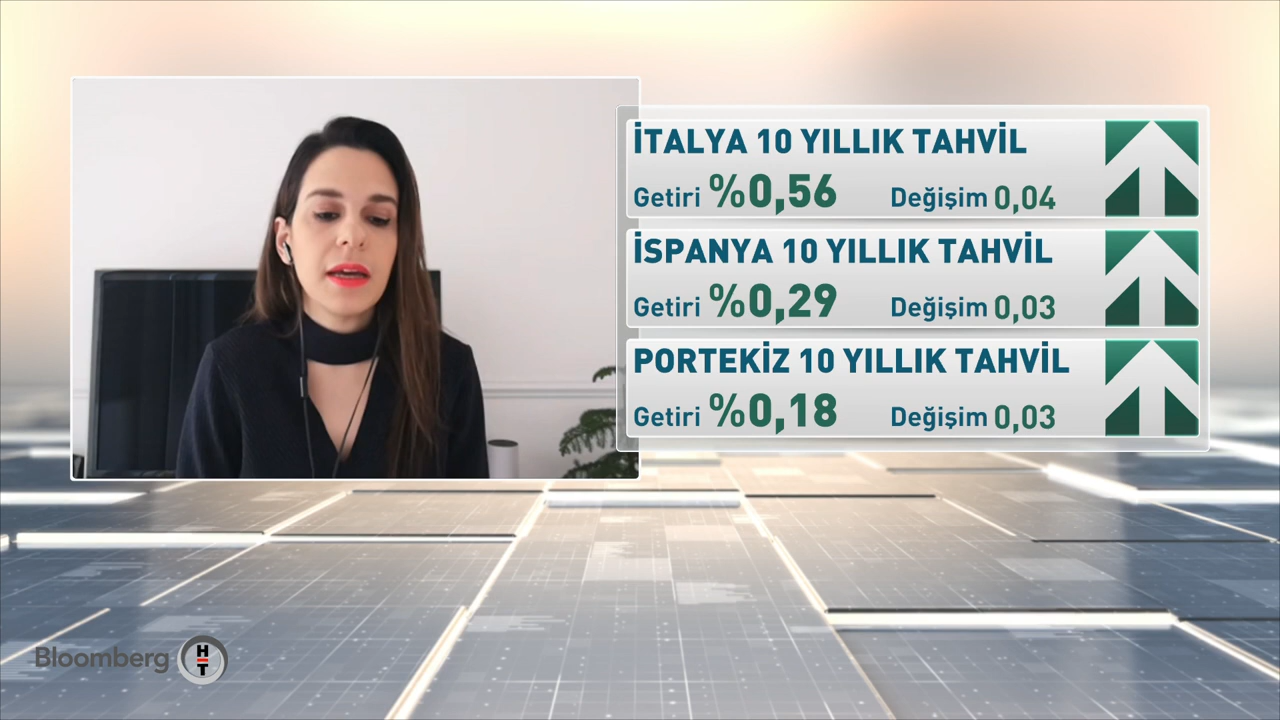 İTALYA 10 YILLIK TAHVİL
Getiri %0,56 Değişim 0,04
İSPANYA 10 YILLIK TAHVİL
Getiri %0,29 Değişim 0,03
PORTEKİZ 10 YILLIK TAHVİL
Getiri %0,18 Değişim 0,03
Bloomberg HT